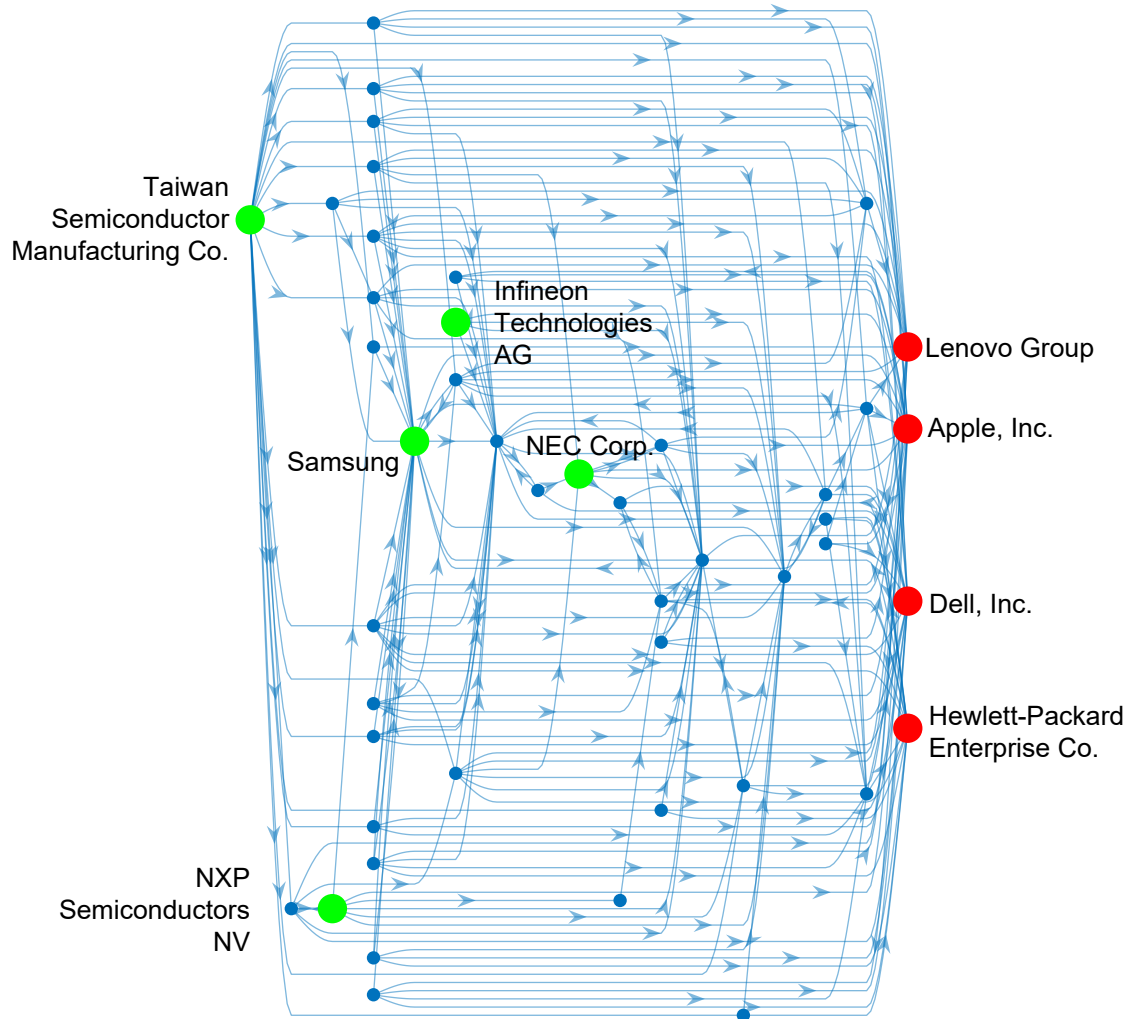 Taiwan
Semiconductor
Manufacturing Co.
Infineon
Technologies
AG
Lenovo Group
Apple, Inc.
NEC Corp.
Samsung
Dell, Inc.
Hewlett-Packard
Enterprise Co.
NXP
Semiconductors
NV